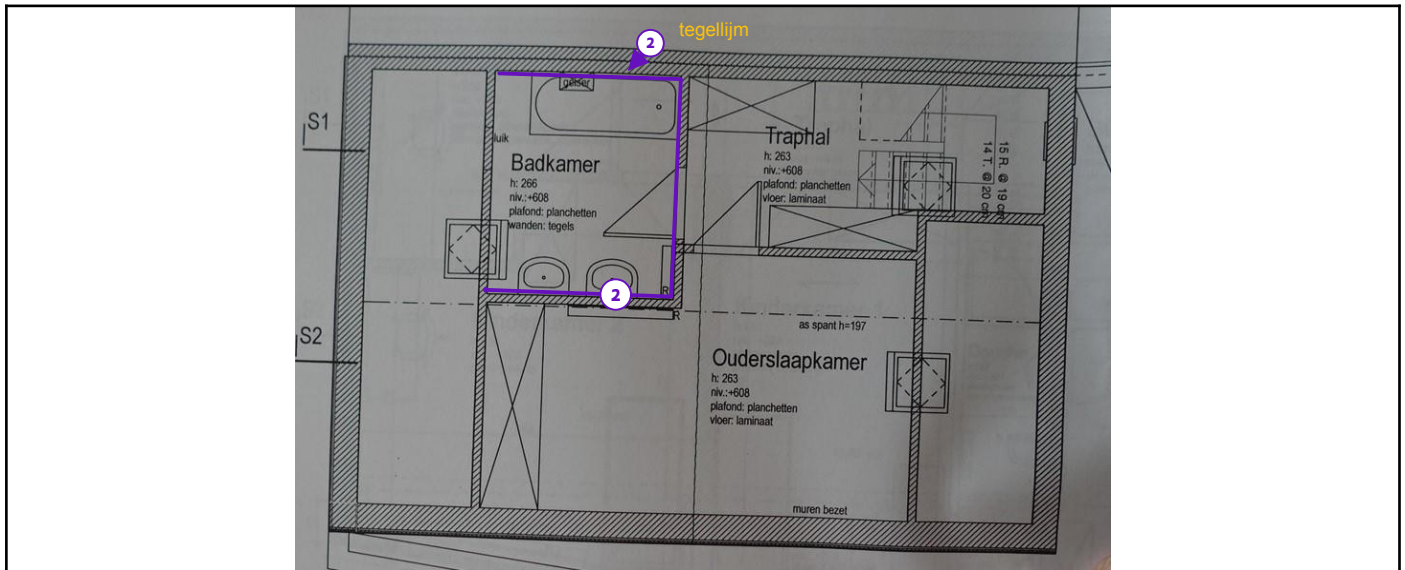 tegellijm
2
geiser
S1
luik
Badkamer
h: 266
niv.:+608
plafond: planchetten
wanden: tegels
Traphal
h: 263
niv.:+608
plafond: planchetten
vloer: laminaat
15 R. @ 19 cm
14 T. @ 20 cm
2
R
R
as spant h=197
S2
Ouderslaapkamer
h: 263
niv.:+608
plafond: planchetten
vloer: laminaat
muren bezet